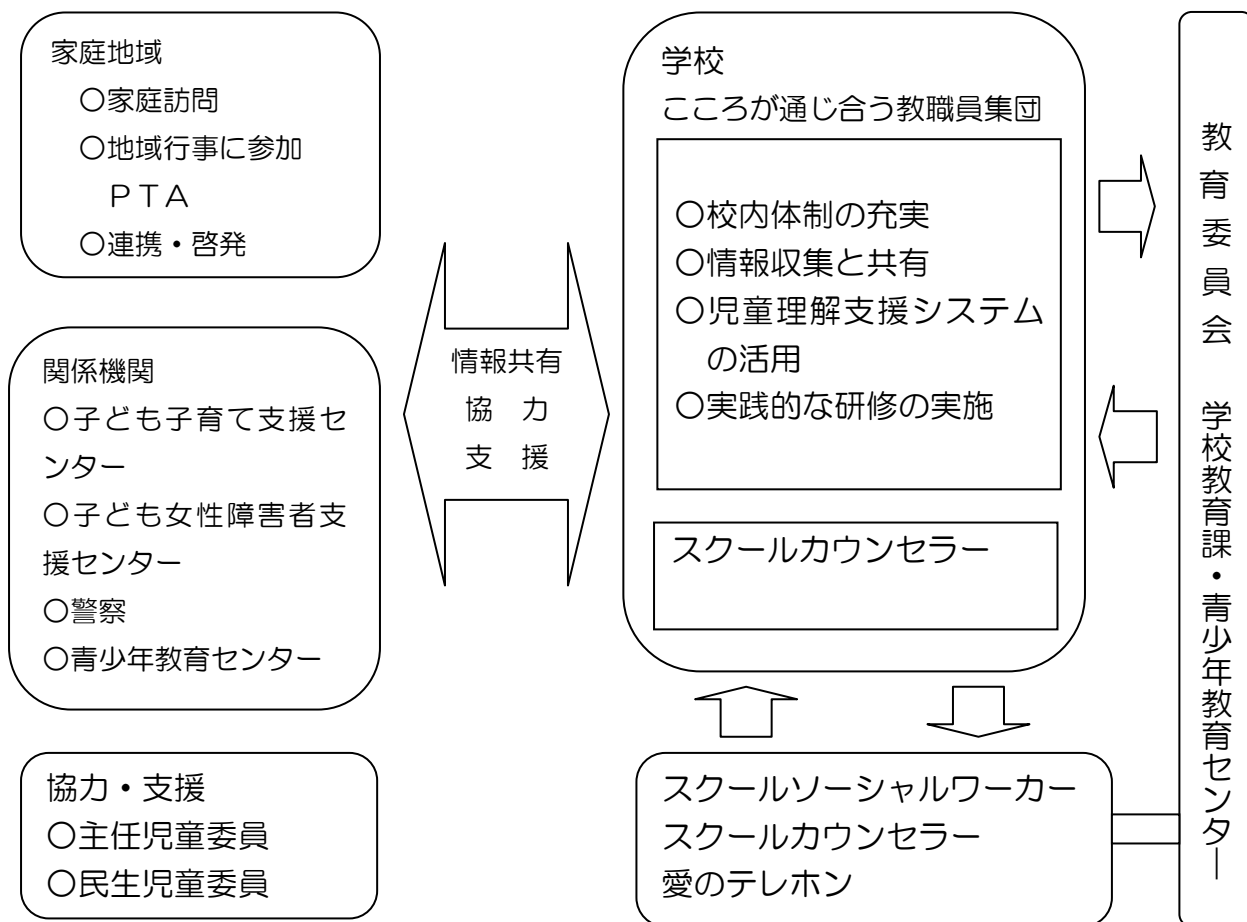 家庭地域
〇家庭訪問
〇地域行事に参加
ＰＴＡ
〇連携・啓発
関係機関
〇子ども子育て支援セ
ンター
〇子ども女性障害者支
援センター
〇警察
〇青少年教育センター
協力・支援
〇主任児童委員
〇民生児童委員
情報共有
協　力
支　援
学校
こころが通じ合う教職員集団
〇校内体制の充実
〇情報収集と共有
〇児童理解支援システム
の活用
〇実践的な研修の実施
スクールカウンセラー
スクールソーシャルワーカー
スクールカウンセラー
愛のテレホン
教育委員会　学校教育課・青少年教育センター